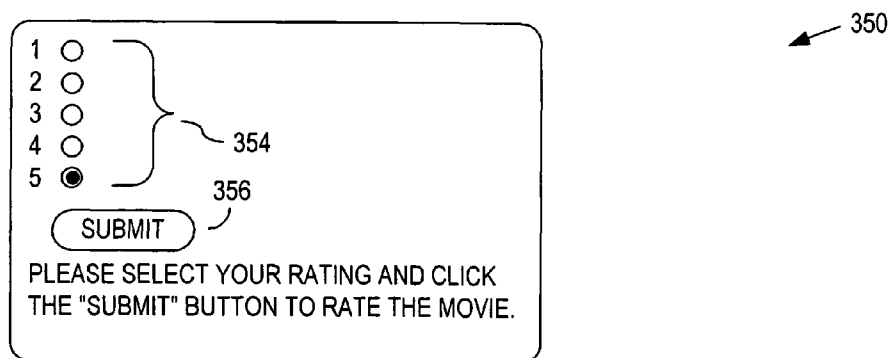 350
1
2
3
4
354
5
356
SUBMIT
PLEASE SELECT YOUR RATING AND CLICK
THE "SUBMIT" BUTTON TO RATE THE MOVIE.